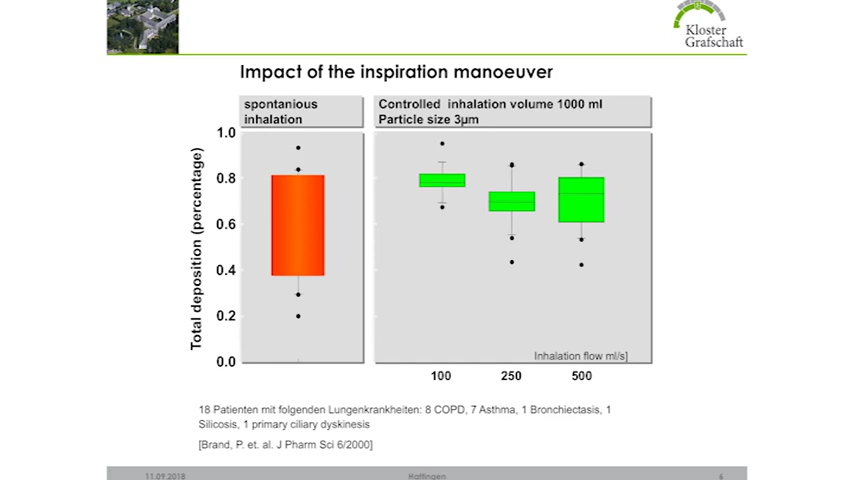 Kloster
Grafschaft
Impact of the inspiration manoeuver
spontanious
inhalation
Controlled inhalation volume 1000 ml
Particle size 3µm
Total deposition (percentage)
1.0
0.8
0.6
0.4
0.2
0.0
Inhalation flow ml/s]
100 250 500
18 Patienten mit folgenden Lungenkrankheiten: 8 COPD, 7 Asthma, 1 Bronchiectasis, 1
Silicosis, 1 primary ciliary dyskinesis
[Brand, P. et. al. J Pharm Sci 6/2000]
11.09.2018 Hattingen 6